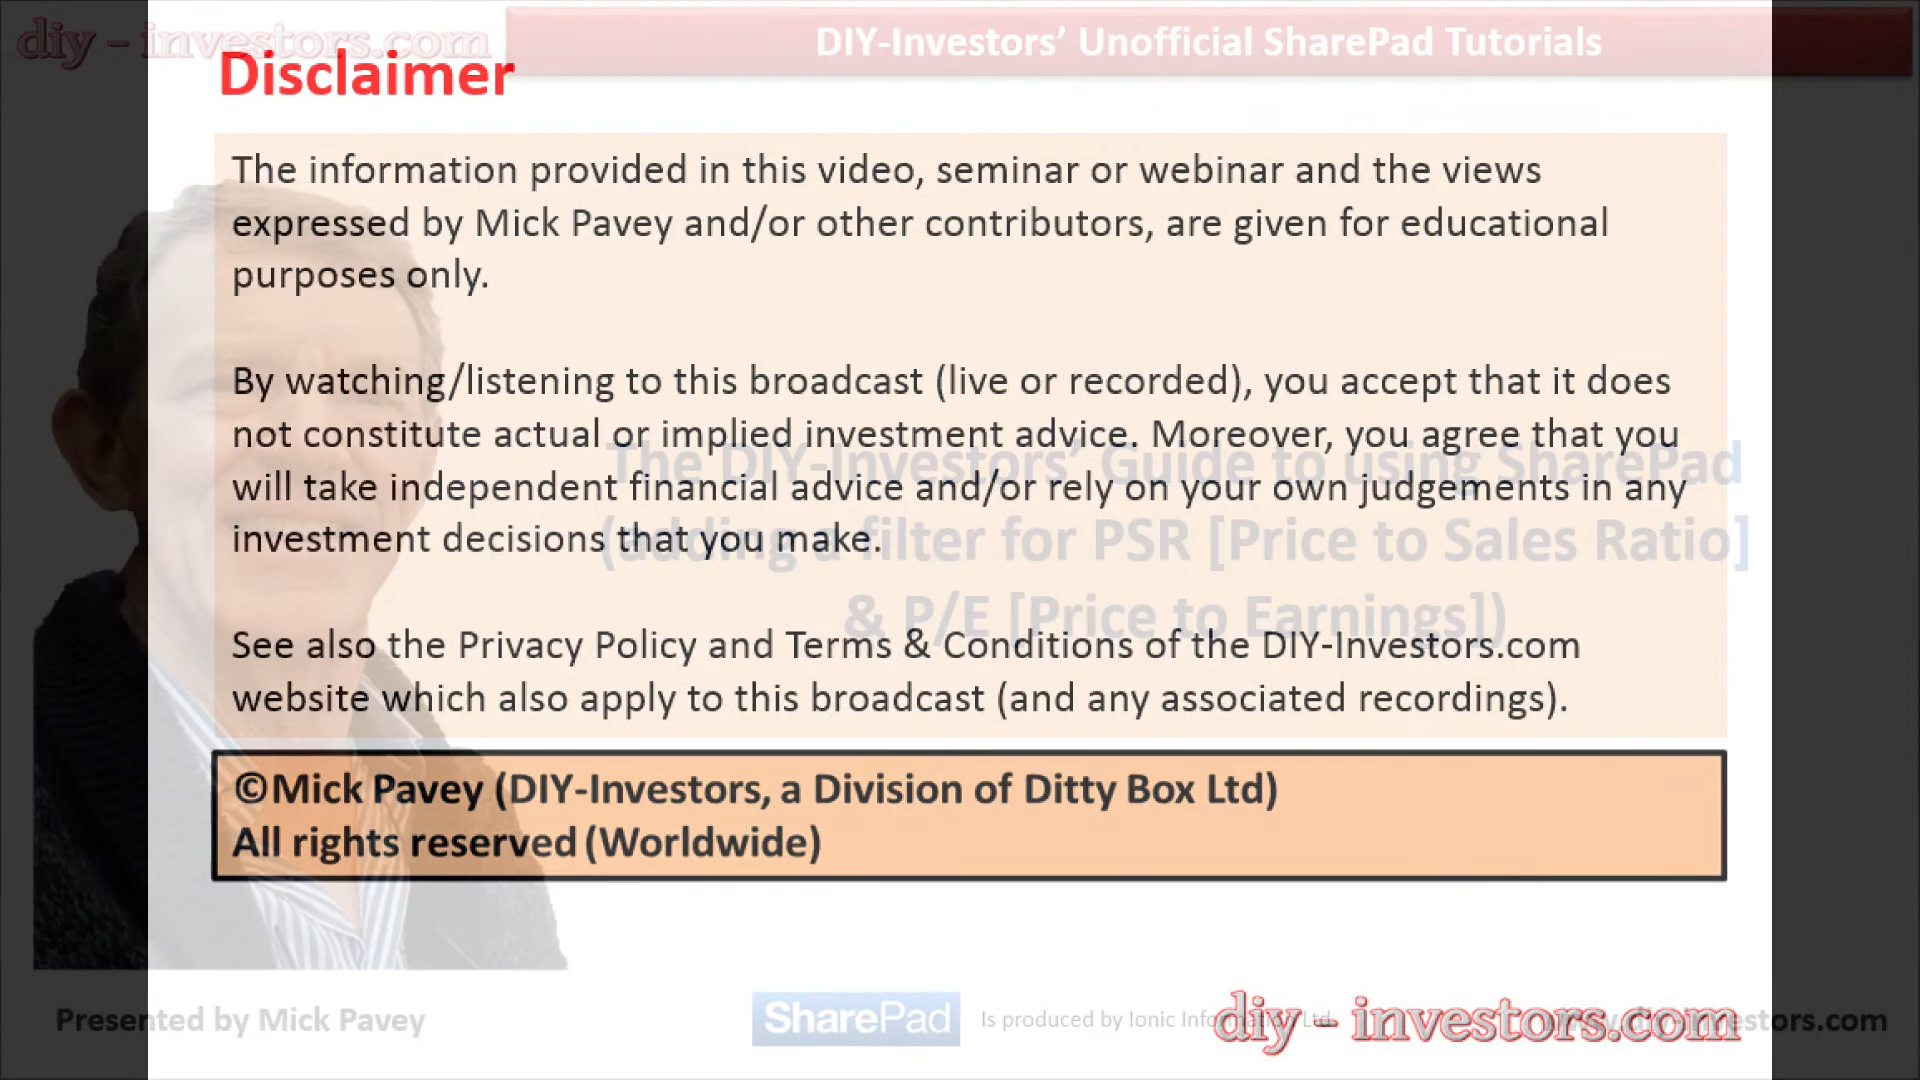 diy - investors.com
DIY-Investors’ Unofficial SharePad Tutorials
Disclaimer
The information provided in this video, seminar or webinar and the views
expressed by Mick Pavey and/or other contributors, are given for educational
purposes only.
By watching/listening to this broadcast (live or recorded), you accept that it does
not constitute actual or implied investment advice. Moreover, you agree that you
will take independent financial advice and/or rely on your own judgements in any
investment decisions that you make.
The DIY-Investors’ Guide to using SharePad
(adding a filter for PSR [Price to Sales Ratio]
& P/E [Price to Earnings])
See also the Privacy Policy and Terms & Conditions of the DIY-Investors.com
website which also apply to this broadcast (and any associated recordings).
©Mick Pavey (DIY-Investors, a Division of Ditty Box Ltd)
All rights reserved (Worldwide)
Presented by Mick Pavey
SharePad
Is produced by Ionic Information Ltd
diy - investors.com
www.diy-investors.com